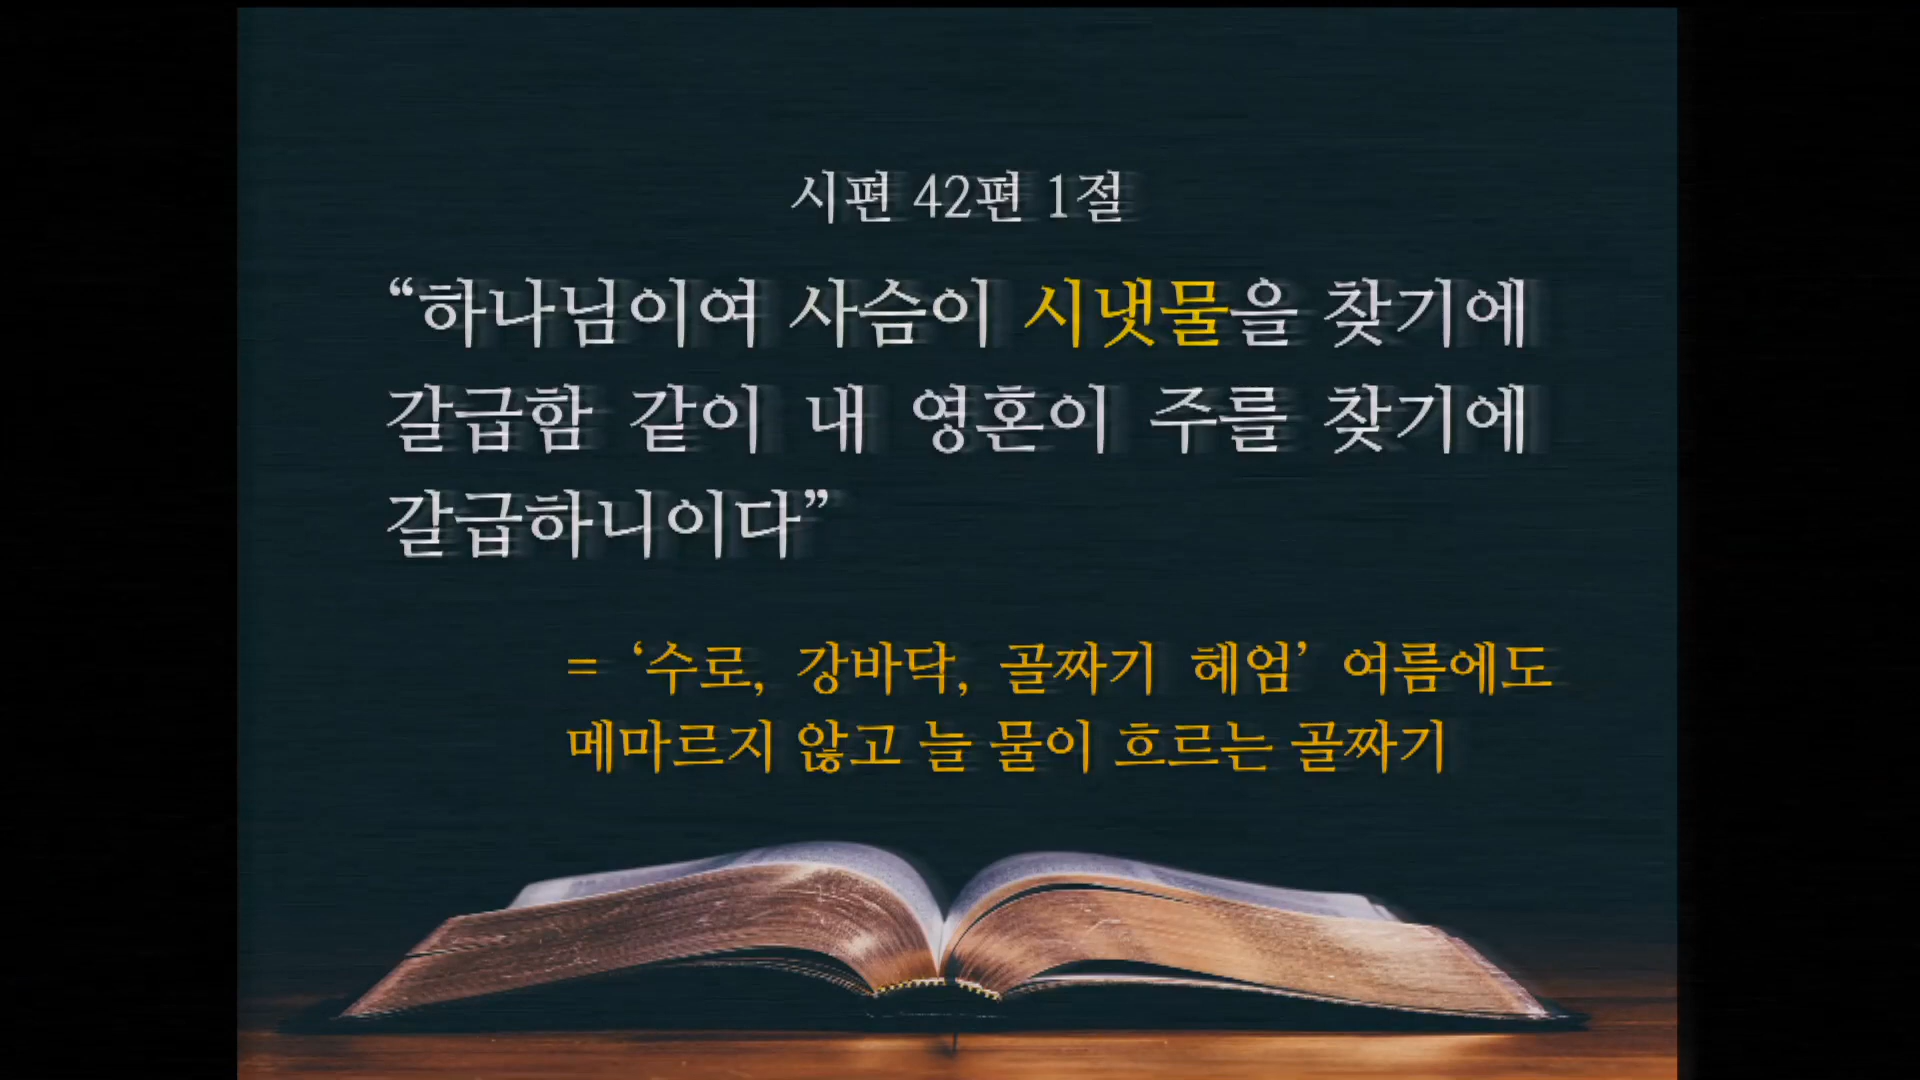 시편 42편 1절
“하나님이여 사슴이 시냇물을 찾기에
갈급함 같이 내 영혼이 주를 찾기에
갈급하니이다”
= ‘수로, 강바닥, 골짜기 헤엄’ 여름에도
메마르지 않고 늘 물이 흐르는 골짜기